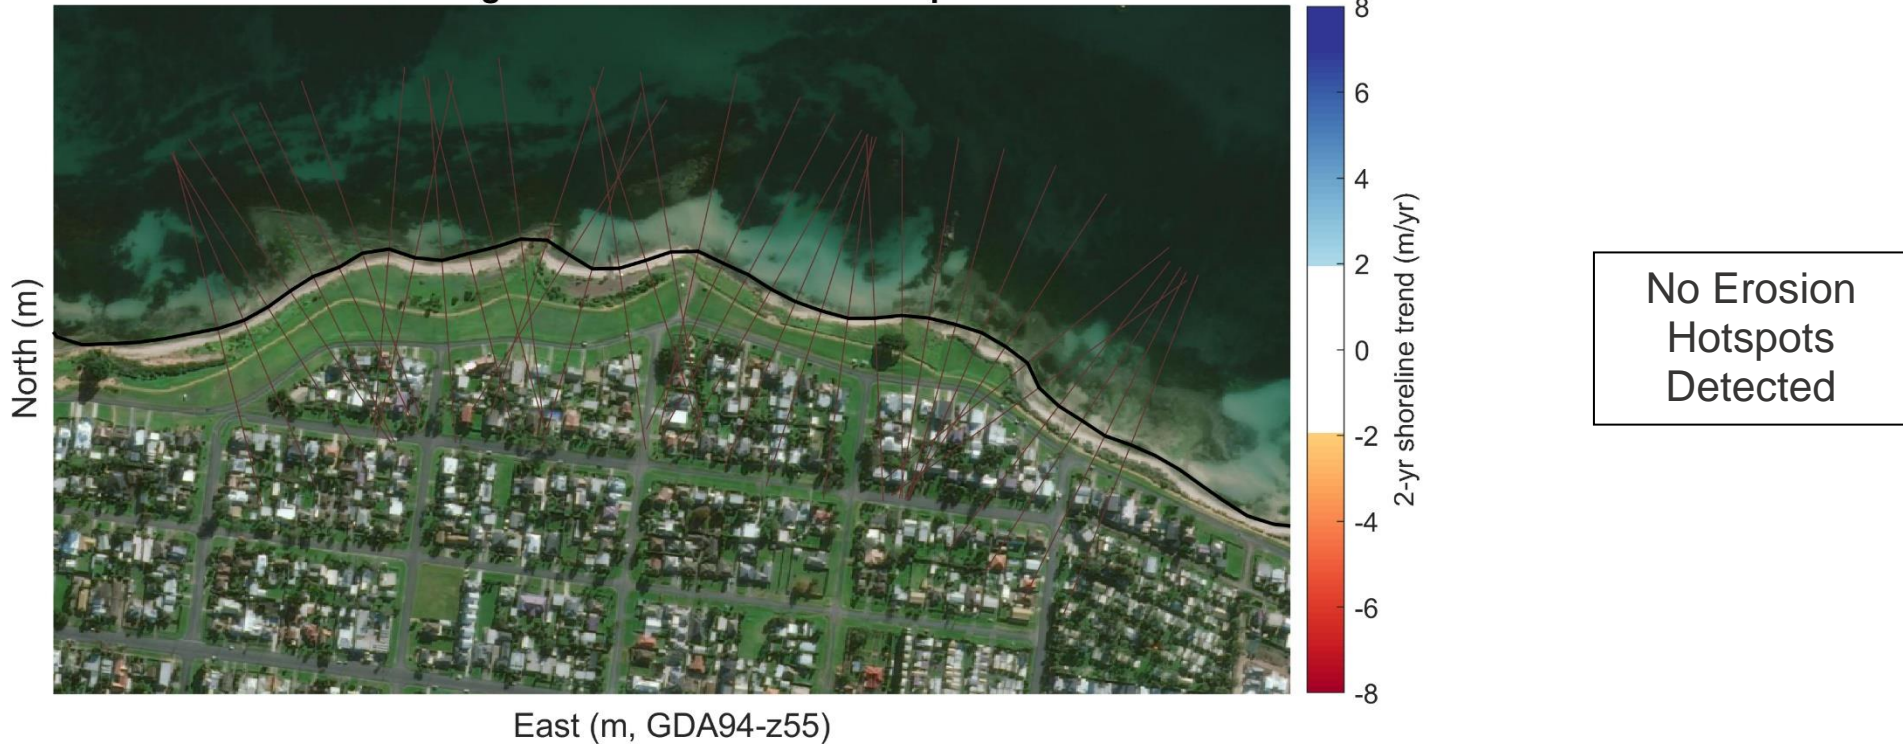 8
6
4
2
0
-2
-4
-6
-8
2-yr shoreline trend (m/yr)
North (m)
East (m, GDA94-z55)
No Erosion
Hotspots
Detected